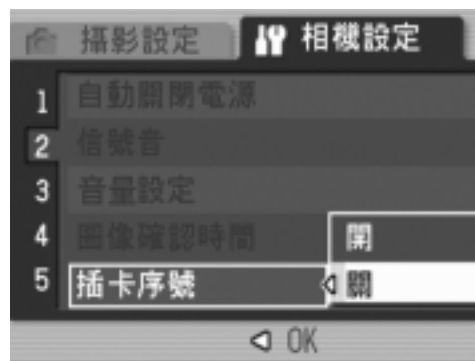 攝影設定 相機設定
1 自動關閉電源
2 信號音
3 音量設定
4 圖像確認時間 開
5 插卡序號 關
OK